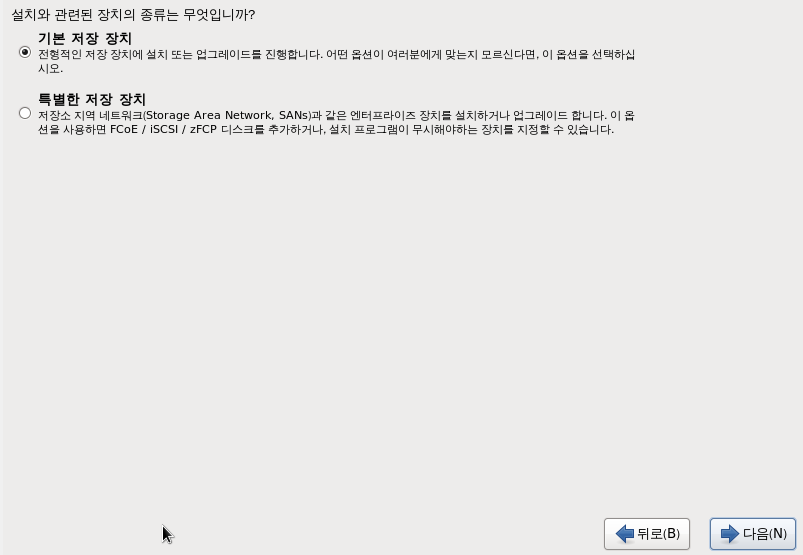 설치와 관련된 장치의 종류는 무엇입니까?
기본 저장 장치
전형적인 저장 장치에 설치 또는 업그레이드를 진행합니다. 어떤 옵션이 여러분에게 맞는지 모르신다면, 이 옵션을 선택하십
시오.
특별한 저장 장치
저장소 지역 네트워크(Storage Area Network, SANs)과 같은 엔터프라이즈 장치를 설치하거나 업그레이드 합니다. 이 옵
션을 사용하면 FCoE / iSCSI / zFCP 디스크를 추가하거나, 설치 프로그램이 무시해야하는 장치를 지정할 수 있습니다.
뒤로(B) 다음(N)